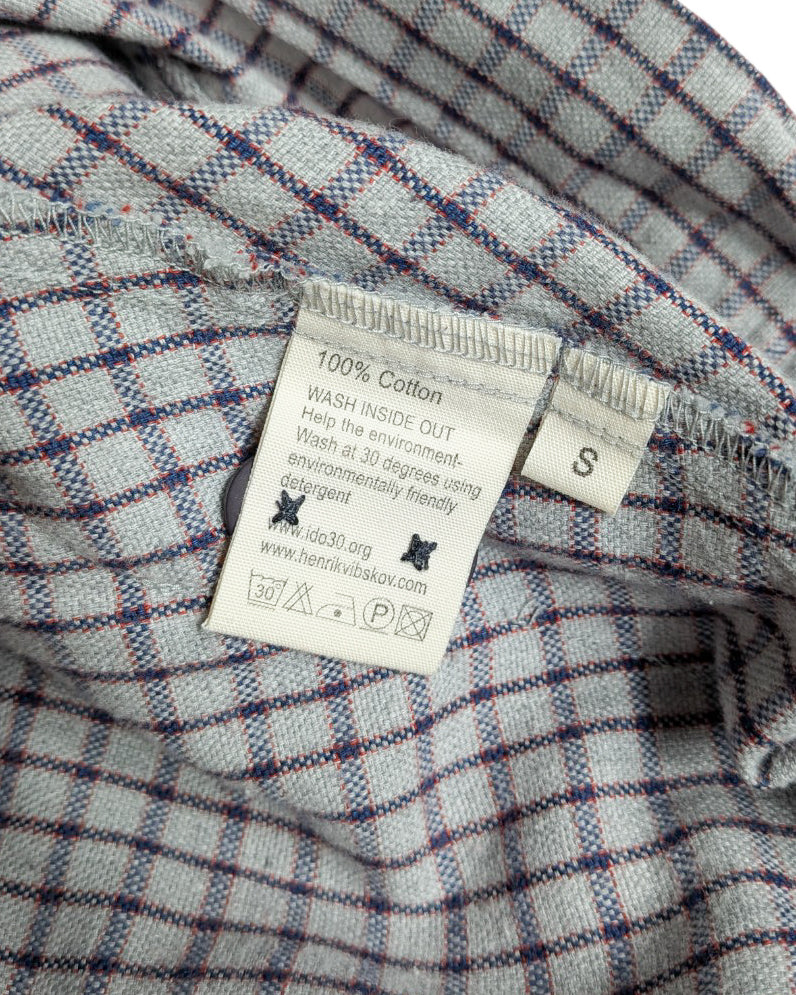 100% Cotton
WASH INSIDE OUT
Help the environment-
Wash at 30 degrees using
environmentally friendly
detergent
www.ido30.org
www.henrikvibskov.com
30
P
S